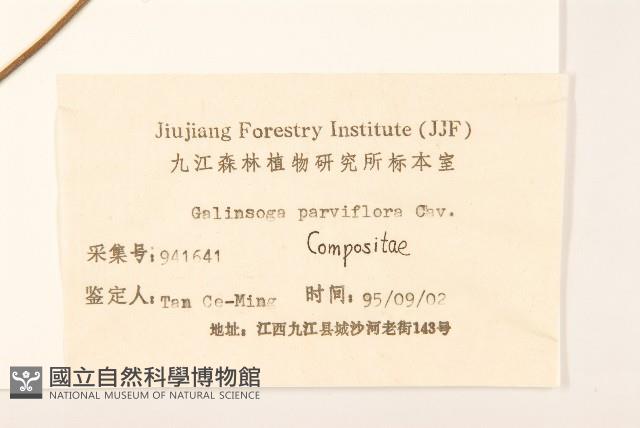 Jiujiang Forestry Institute (JJF)
九江森林植物研究所标本室
Galinsoga parviflora Cav.
Compositae
采集号:941641
鉴定人:Tan Ce-Ming 时间:95/09/02
地址:江西九江县城沙河老街143号
國立自然科學博物館
NATIONAL MUSEUM OF NATURAL SCIENCE